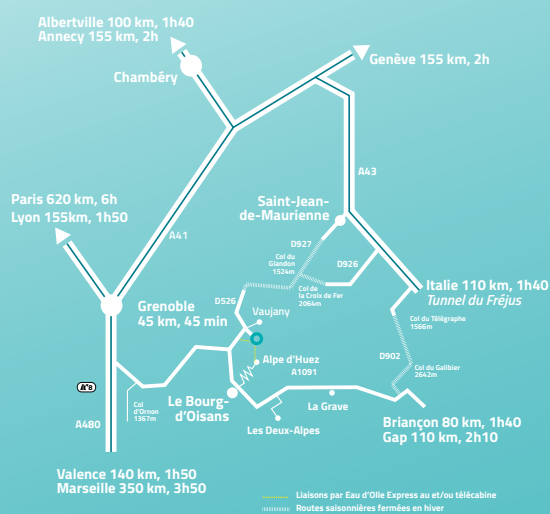 Albertville 100 km, 1h40
Annecy 155 km, 2h
Genève 155 km, 2h
Chambéry
A43
Paris 620 km, 6h
Lyon 155km, 1h50
Saint-Jean-
de-Maurienne
A41
D927
Col du
Glandon
1524m
D926
Italie 110 km, 1h40
Tunnel du Fréjus
Col de
la Croix de Fer
2064m
D526
Grenoble
45 km, 45 min
Vaujany
Col du Télégraphe
1566m
D902
Alpe d'Huez
A1091
Col du Galibier
2642m
N°8
Col
d'Ornon
1367m
Le Bourg-
d'Oisans
La Grave
A480
Les Deux-Alpes
Briançon 80 km, 1h40
Gap 110 km, 2h10
Valence 140 km, 1h50
Marseille 350 km, 3h50
Liaisons par Eau d'Olle Express au et/ou télécabine
Routes saisonnières fermées en hiver